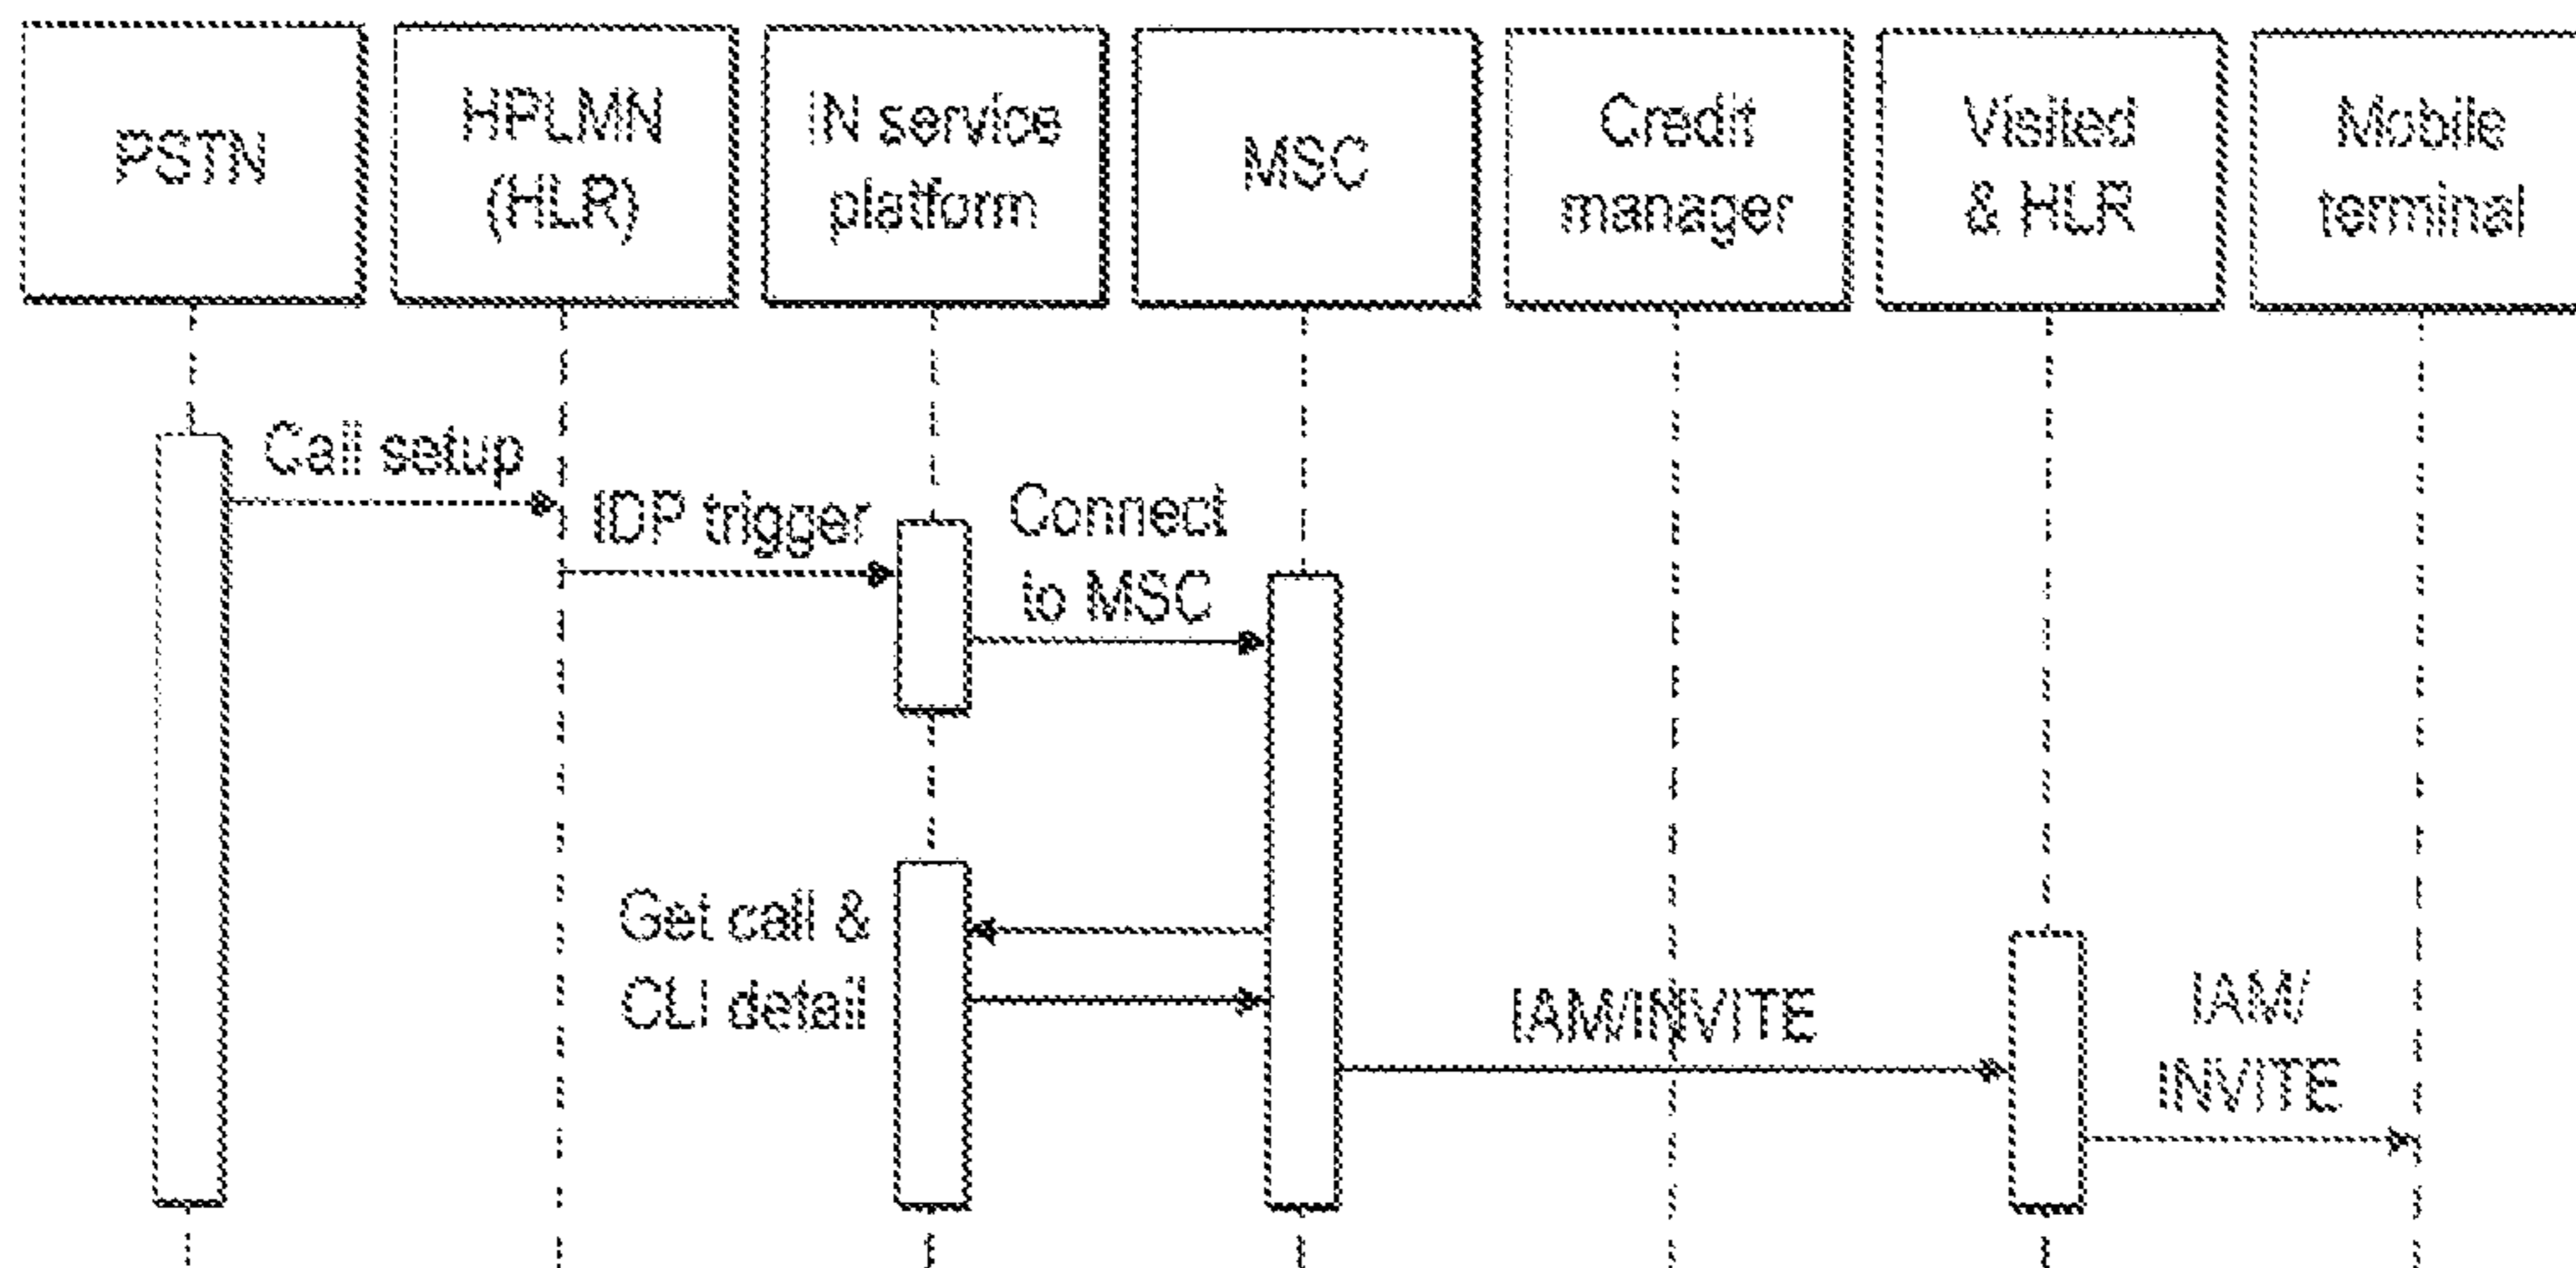 PSTN
HPLMN
(HLR)
IN service
platform
MSC
Credit
manager
Visited
& HLR
Mobile
terminal
Call setup
IDP trigger
Connect
to MSC
Get call &
CLI detail
IAM/INVITE
IAM/
INVITE